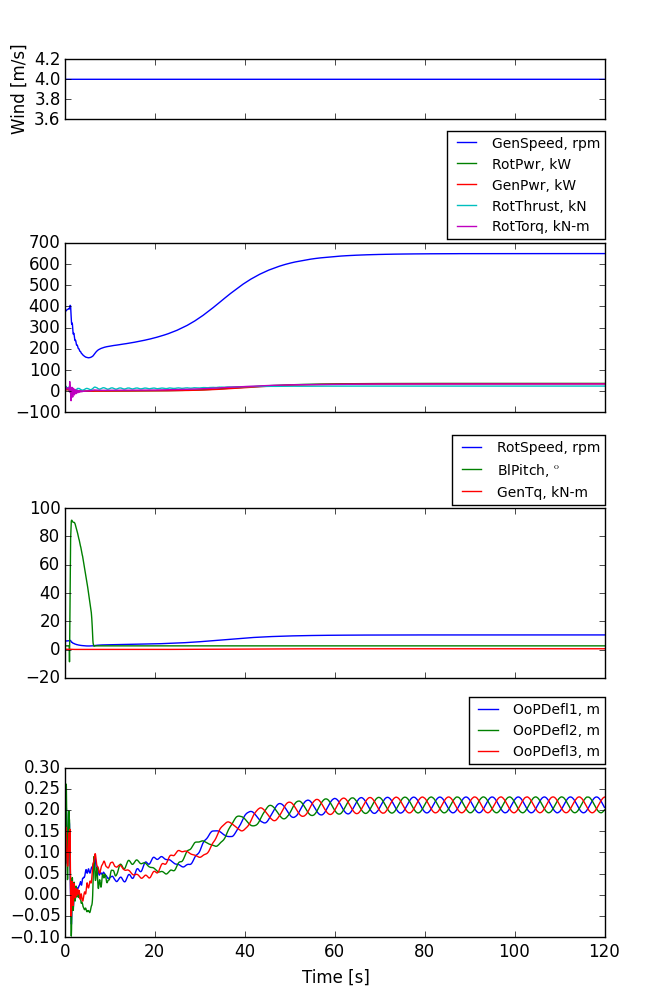 4.2
4.0
3.8
3.6
Wind [m/s]
GenSpeed, rpm
RotPwr, kW
GenPwr, kW
RotThrust, kN
RotTorq, kN-m
700
600
500
400
300
200
100
0
−100
RotSpeed, rpm
BlPitch, °
GenTq, kN-m
100
80
60
40
20
0
−20
OoPDefl1, m
OoPDefl2, m
OoPDefl3, m
0.30
0.25
0.20
0.15
0.10
0.05
0.00
−0.05
−0.10
0 20 40 60 80 100 120
Time [s]